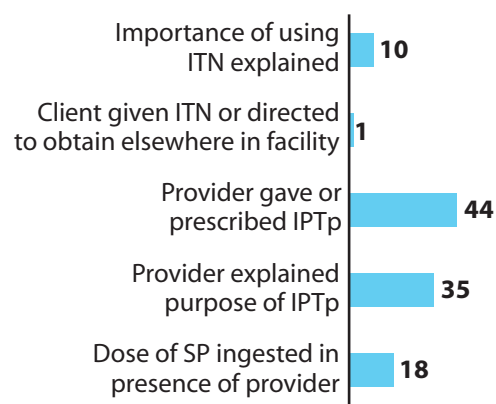 Importance of using
ITN explained
10
Client given ITN or directed
to obtain elsewhere in facility
1
Provider gave or
prescribed IPTp
44
Provider explained
purpose of IPTp
35
Dose of SP ingested in
presence of provider
18